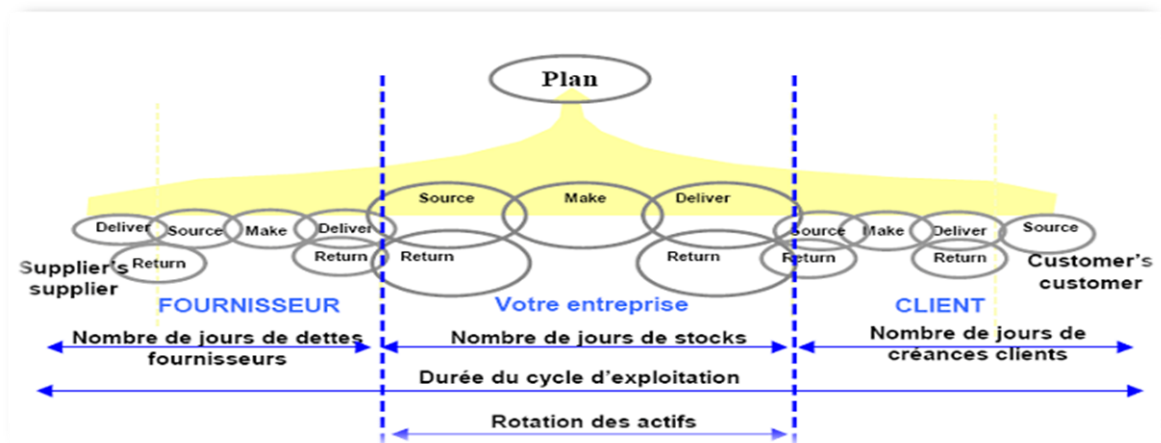 Plan
Source Make Deliver
Deliver Source Make Deliver Source Make Deliver Source
Return Return Return Return Return Return
Supplier's
supplier
Customer's
customer
FOURNISSEUR Votre entreprise CLIENT
Nombre de jours de dettes
fournisseurs
Nombre de jours de stocks
Nombre de jours de
créances clients
Durée du cycle d'exploitation
Rotation des actifs